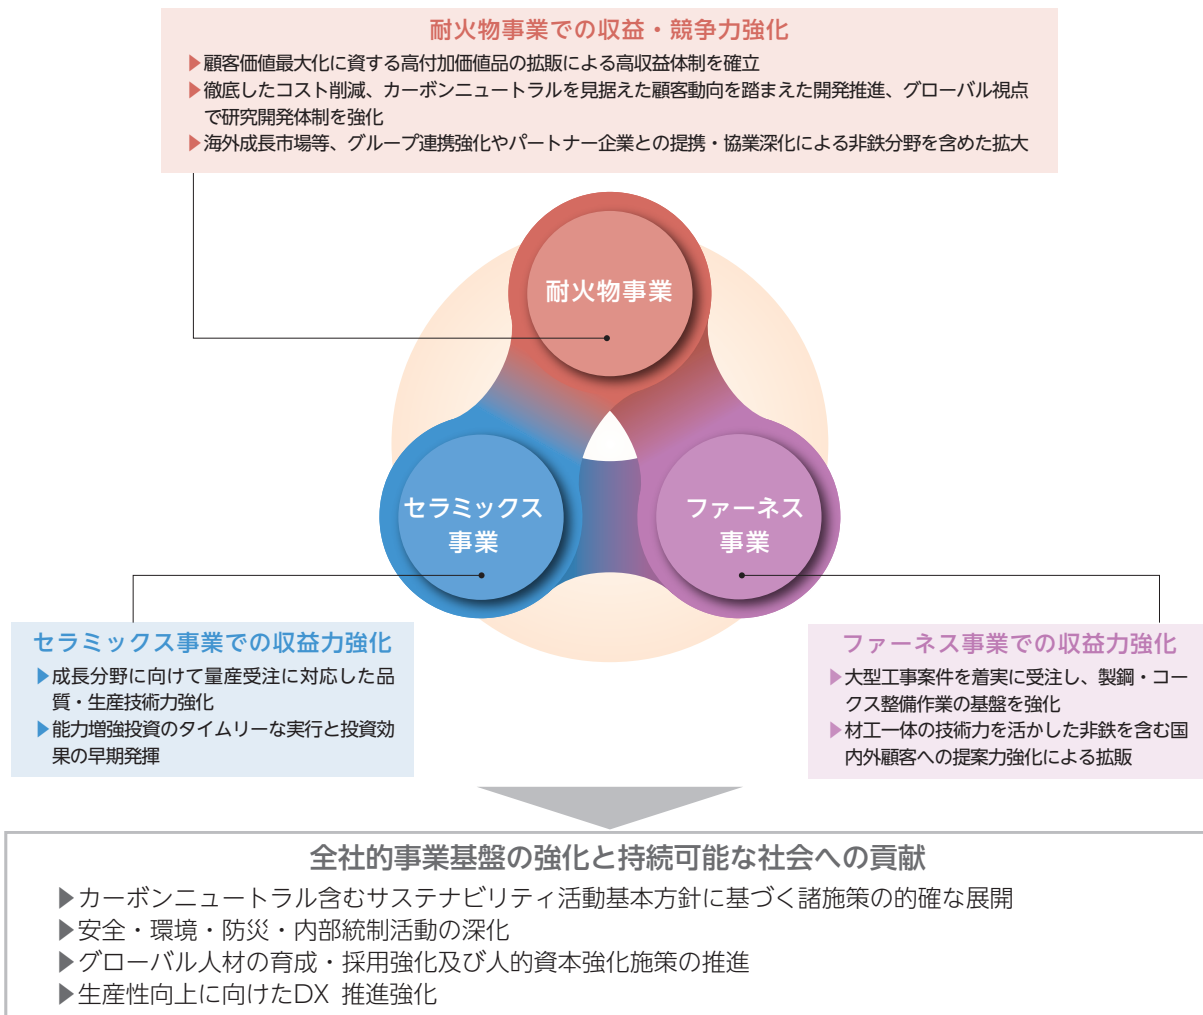 耐火物事業での収益・競争力強化
▶顧客価値最大化に資する高付加価値品の拡販による高収益体制を確立
▶徹底したコスト削減、カーボンニュートラルを見据えた顧客動向を踏まえた開発推進、グローバル視点
で研究開発体制を強化
▶海外成長市場等、グループ連携強化やパートナー企業との提携・協業深化による非鉄分野を含めた拡大
耐火物事業
セラミックス
事業
ファーネス
事業
セラミックス事業での収益力強化
▶成長分野に向けて量産受注に対応した品
質・生産技術力強化
▶能力増強投資のタイムリーな実行と投資効
果の早期発揮
ファーネス事業での収益力強化
▶大型工事案件を着実に受注し、製鋼・コー
クス整備作業の基盤を強化
▶材工一体の技術力を活かした非鉄を含む国
内外顧客への提案力強化による拡販
全社的事業基盤の強化と持続可能な社会への貢献
▶カーボンニュートラル含むサステナビリティ活動基本方針に基づく諸施策の的確な展開
▶安全・環境・防災・内部統制活動の深化
▶グローバル人材の育成・採用強化及び人的資本強化施策の推進
▶生産性向上に向けたDX 推進強化